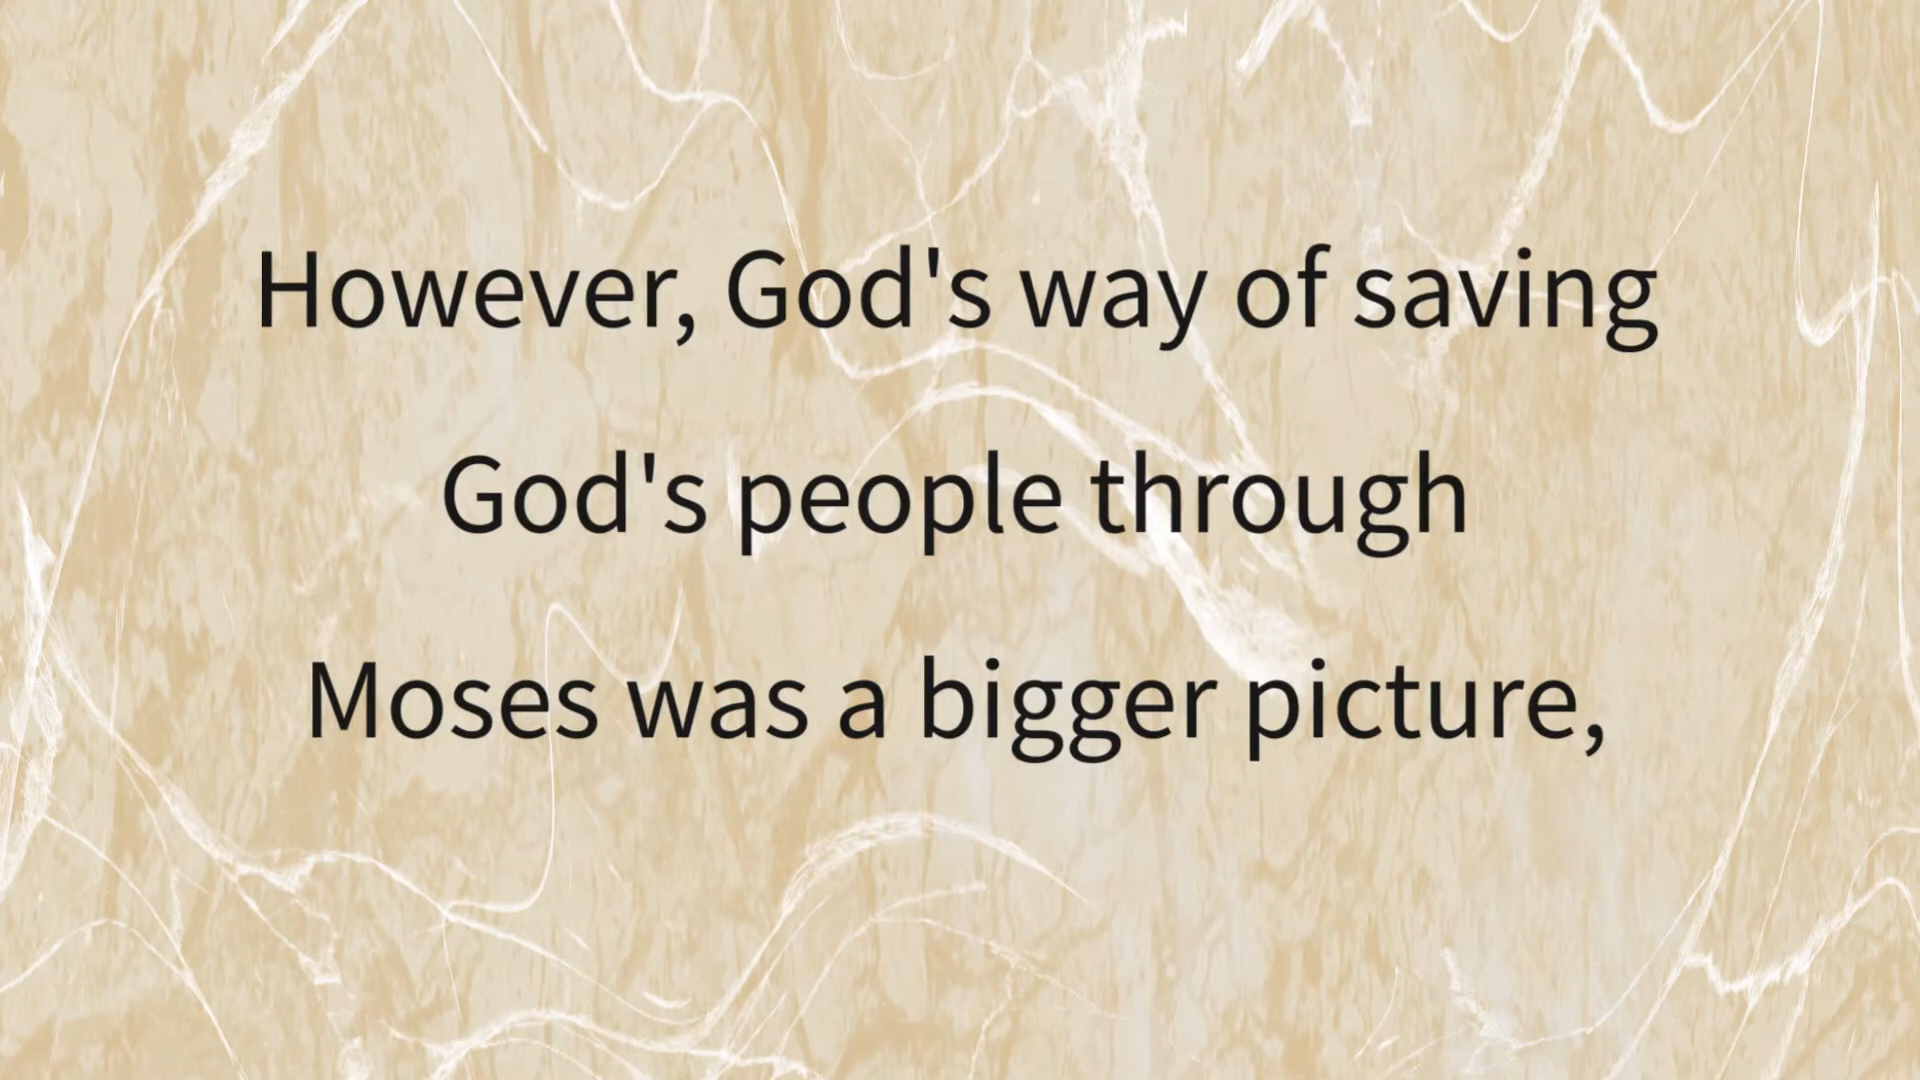 However, God's way of saving
God's people through
Moses was a bigger picture,